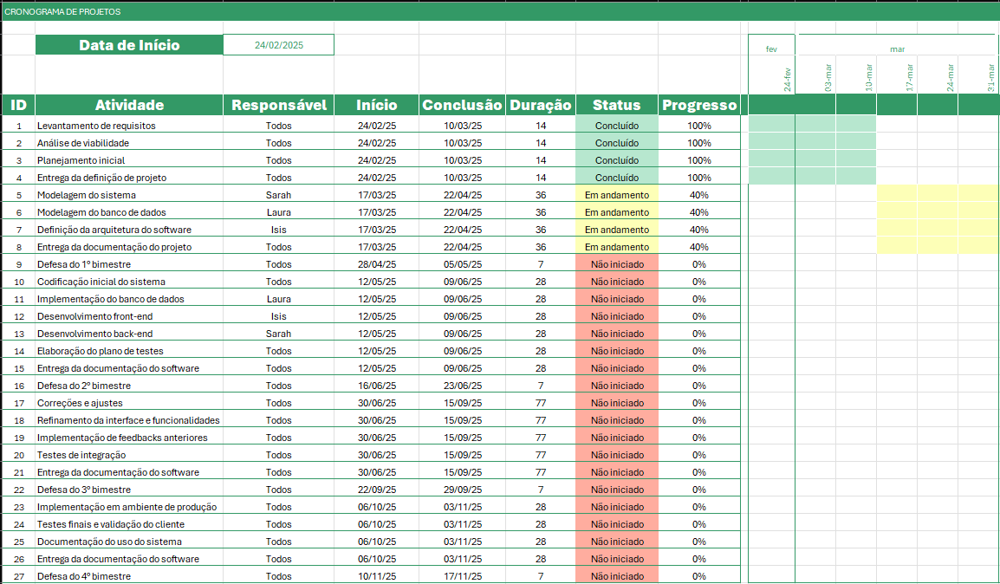 CRONOGRAMA DE PROJETOS
Data de Início 24/02/2025 fev mar
24-fev 03-mar 10-mar 17-mar 24-mar 31-mar
ID Atividade Responsável Início Conclusão Duração Status Progresso
1 Levantamento de requisitos Todos 24/02/25 10/03/25 14 Concluído 100%
2 Análise de viabilidade Todos 24/02/25 10/03/25 14 Concluído 100%
3 Planejamento inicial Todos 24/02/25 10/03/25 14 Concluído 100%
4 Entrega da definição de projeto Todos 24/02/25 10/03/25 14 Concluído 100%
5 Modelagem do sistema Sarah 17/03/25 22/04/25 36 Em andamento 40%
6 Modelagem do banco de dados Laura 17/03/25 22/04/25 36 Em andamento 40%
7 Definição da arquitetura do software Isis 17/03/25 22/04/25 36 Em andamento 40%
8 Entrega da documentação do projeto Todos 17/03/25 22/04/25 36 Em andamento 40%
9 Defesa do 1º bimestre Todos 28/04/25 05/05/25 7 Não iniciado 0%
10 Codificação inicial do sistema Todos 12/05/25 09/06/25 28 Não iniciado 0%
11 Implementação do banco de dados Laura 12/05/25 09/06/25 28 Não iniciado 0%
12 Desenvolvimento front-end Isis 12/05/25 09/06/25 28 Não iniciado 0%
13 Desenvolvimento back-end Sarah 12/05/25 09/06/25 28 Não iniciado 0%
14 Elaboração do plano de testes Todos 12/05/25 09/06/25 28 Não iniciado 0%
15 Entrega da documentação do software Todos 12/05/25 09/06/25 28 Não iniciado 0%
16 Defesa do 2º bimestre Todos 16/06/25 23/06/25 7 Não iniciado 0%
17 Correções e ajustes Todos 30/06/25 15/09/25 77 Não iniciado 0%
18 Refinamento da interface e funcionalidades Todos 30/06/25 15/09/25 77 Não iniciado 0%
19 Implementação de feedbacks anteriores Todos 30/06/25 15/09/25 77 Não iniciado 0%
20 Testes de integração Todos 30/06/25 15/09/25 77 Não iniciado 0%
21 Entrega da documentação do software Todos 30/06/25 15/09/25 77 Não iniciado 0%
22 Defesa do 3º bimestre Todos 22/09/25 29/09/25 7 Não iniciado 0%
23 Implementação em ambiente de produção Todos 06/10/25 03/11/25 28 Não iniciado 0%
24 Testes finais e validação do cliente Todos 06/10/25 03/11/25 28 Não iniciado 0%
25 Documentação do uso do sistema Todos 06/10/25 03/11/25 28 Não iniciado 0%
26 Entrega da documentação do software Todos 06/10/25 03/11/25 28 Não iniciado 0%
27 Defesa do 4º bimestre Todos 10/11/25 17/11/25 7 Não iniciado 0%